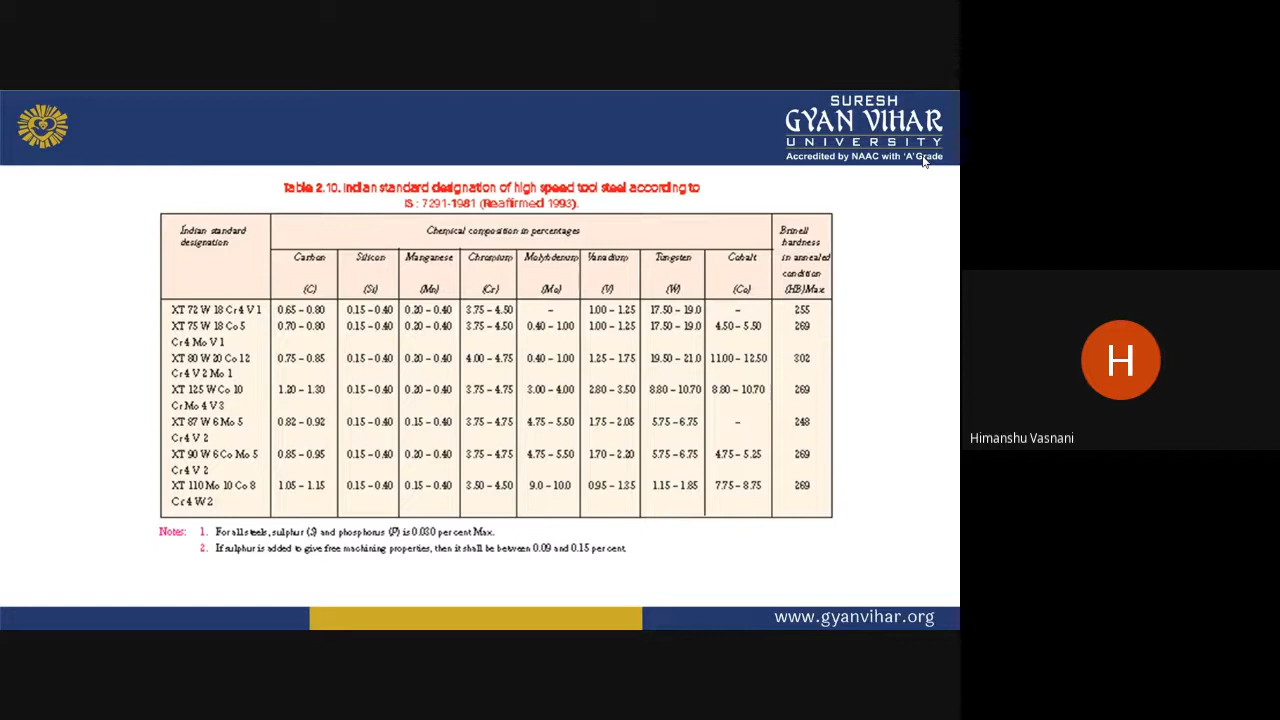 SURESH
GYAN VIHAR
UNIVERSITY
Accredited by NAAC with 'A' Grade
Table 2.10. Indian standard designation of high speed tool steel according to
IS : 7291-1981 (Reaffirmed 1993).
Indian standard designation Chemical composition in percentages Brinell hardness in annealed condition (HB)Max
Carbon (C) Silicon (Si) Manganese (Mn) Chromium (Cr) Molybdenum (Mo) Vanadium (V) Tungsten (W) Cobalt (Co)
XT 72 W 18 Cr 4 V 1 0.65 – 0.80 0.15 – 0.40 0.20 – 0.40 3.75 – 4.50 – 1.00 – 1.25 17.50 – 19.0 – 255
XT 75 W 18 Co 5 0.70 – 0.80 0.15 – 0.40 0.20 – 0.40 3.75 – 4.50 0.40 – 1.00 1.00 – 1.25 17.50 – 19.0 4.50 – 5.50 269
Cr 4 Mo V 1
XT 80 W 20 Co 12 0.75 – 0.85 0.15 – 0.40 0.20 – 0.40 4.00 – 4.75 0.40 – 1.00 1.25 – 1.75 19.50 – 21.0 11.00 – 12.50 302
Cr 4 V 2 Mo 1
XT 125 W Co 10 1.20 – 1.30 0.15 – 0.40 0.20 – 0.40 3.75 – 4.75 3.00 – 4.00 2.80 – 3.50 8.80 – 10.70 8.80 – 10.70 269
Cr Mo 4 V 3
XT 87 W 6 Mo 5 0.82 – 0.92 0.15 – 0.40 0.15 – 0.40 3.75 – 4.75 4.75 – 5.50 1.75 – 2.05 5.75 – 6.75 – 248
Cr 4 V 2
XT 90 W 6 Co Mo 5 0.85 – 0.95 0.15 – 0.40 0.20 – 0.40 3.75 – 4.75 4.75 – 5.50 1.70 – 2.20 5.75 – 6.75 4.75 – 5.25 269
Cr 4 V 2
XT 110 Mo 10 Co 8 1.05 – 1.15 0.15 – 0.40 0.15 – 0.40 3.50 – 4.50 9.0 – 10.0 0.95 – 1.35 1.15 – 1.85 7.75 – 8.75 269
Cr 4 W 2
Notes: 1. For all steels, sulphur (S) and phosphorus (P) is 0.030 per cent Max.
2. If sulphur is added to give free machining properties, then it shall be between 0.09 and 0.15 per cent.
www.gyanvihar.org
H
Himanshu Vasnani